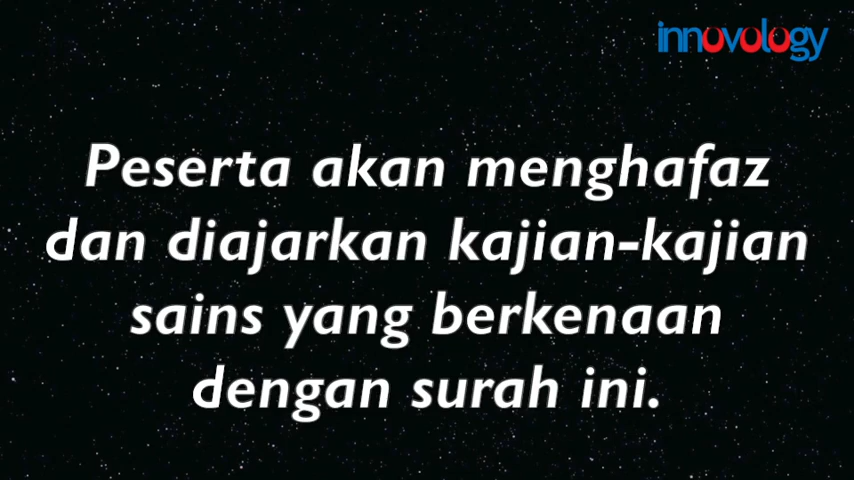 innovology
Peserta akan menghafaz
dan diajarkan kajian-kajian
sains yang berkenaan
dengan surah ini.